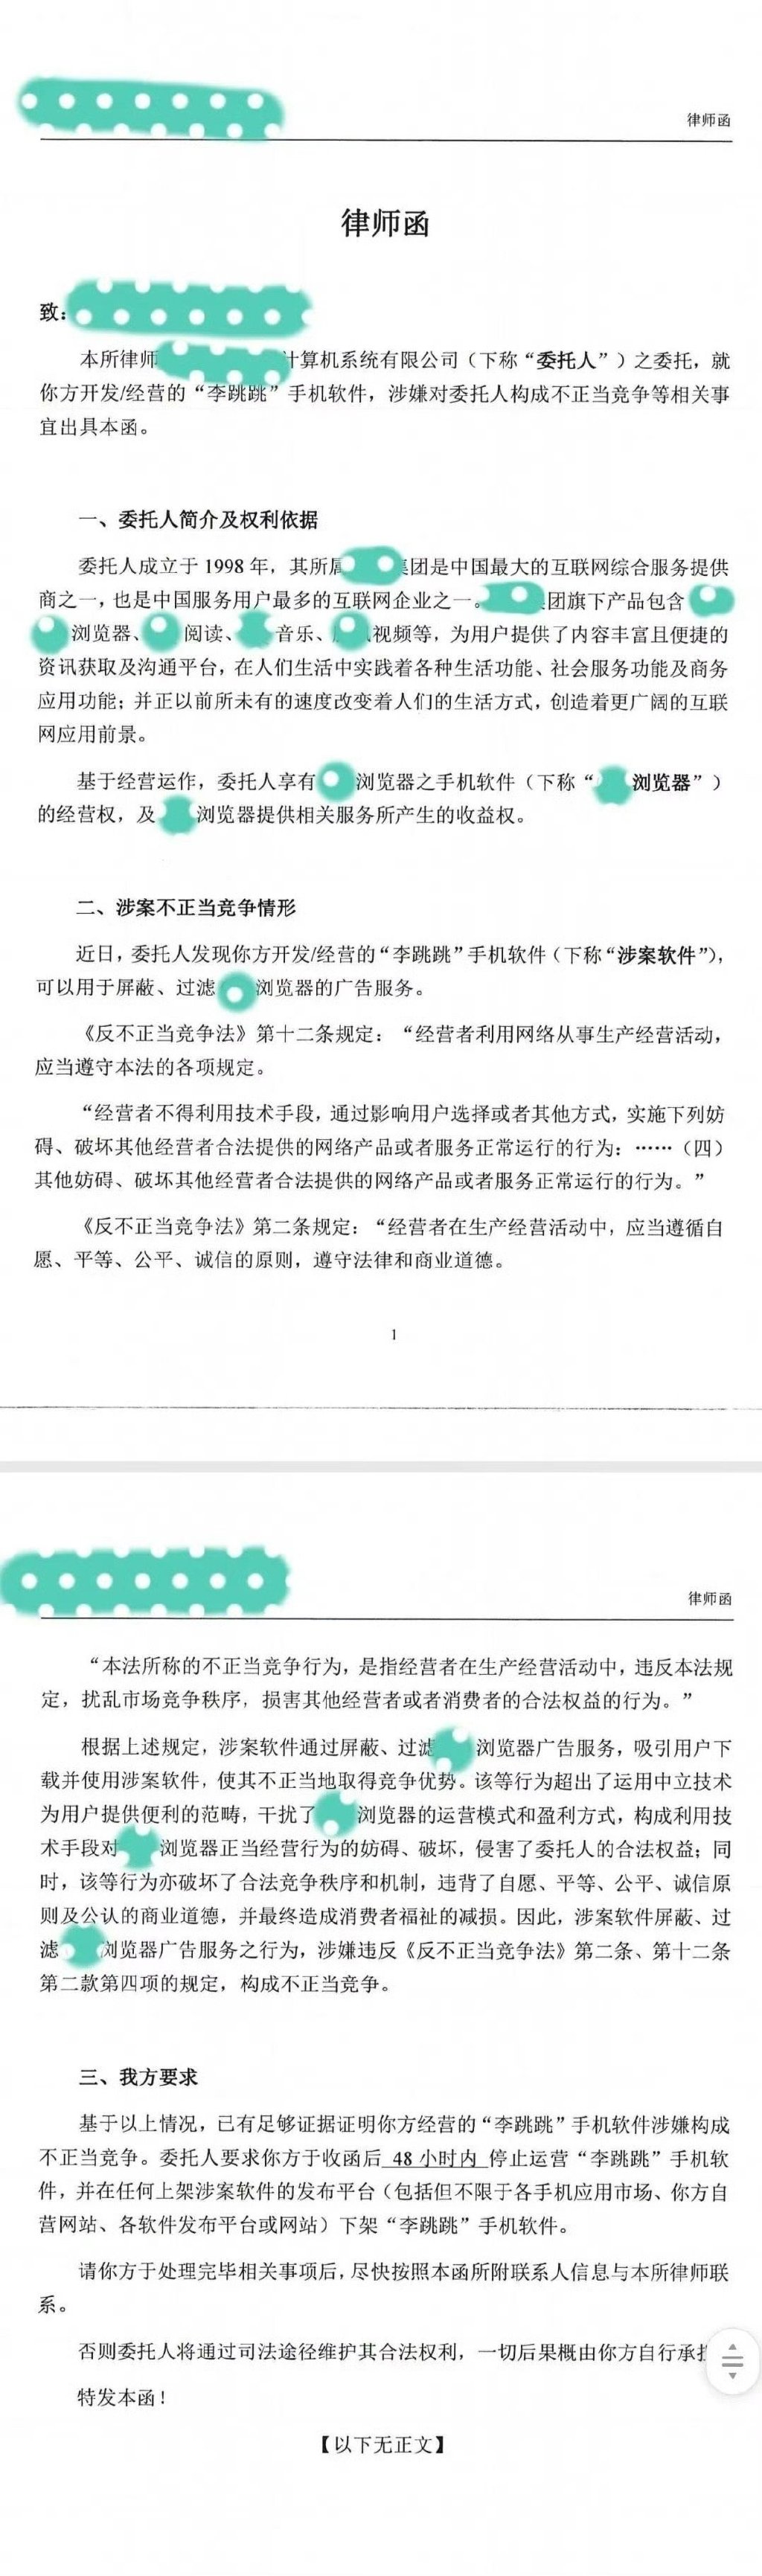 律师函
律师函
致：
本所律师 计算机系统有限公司（下称“委托人”）之委托，就
你方开发/经营的“李跳跳”手机软件，涉嫌对委托人构成不正当竞争等相关事
宜出具本函。
一、委托人简介及权利依据
委托人成立于 1998 年，其所属 集团是中国最大的互联网综合服务提供
商之一，也是中国服务用户最多的互联网企业之一。 团旗下产品包含
浏览器、 阅读、 音乐、 视频等，为用户提供了内容丰富且便捷的
资讯获取及沟通平台，在人们生活中实践着各种生活功能、社会服务功能及商务
应用功能；并正以前所未有的速度改变着人们的生活方式，创造着更广阔的互联
网应用前景。
基于经营运作，委托人享有 浏览器之手机软件（下称“ 浏览器”）
的经营权，及 浏览器提供相关服务所产生的收益权。
二、涉案不正当竞争情形
近日，委托人发现你方开发/经营的“李跳跳”手机软件（下称“涉案软件”），
可以用于屏蔽、过滤 浏览器的广告服务。
《反不正当竞争法》第十二条规定：“经营者利用网络从事生产经营活动，
应当遵守本法的各项规定。
“经营者不得利用技术手段，通过影响用户选择或者其他方式，实施下列妨
碍、破坏其他经营者合法提供的网络产品或者服务正常运行的行为：……（四）
其他妨碍、破坏其他经营者合法提供的网络产品或者服务正常运行的行为。”
《反不正当竞争法》第二条规定：“经营者在生产经营活动中，应当遵循自
愿、平等、公平、诚信的原则，遵守法律和商业道德。
1
律师函
“本法所称的不正当竞争行为，是指经营者在生产经营活动中，违反本法规
定，扰乱市场竞争秩序，损害其他经营者或者消费者的合法权益的行为。”
根据上述规定，涉案软件通过屏蔽、过滤 浏览器广告服务，吸引用户下
载并使用涉案软件，使其不正当地取得竞争优势。该等行为超出了运用中立技术
为用户提供便利的范畴，干扰了 浏览器的运营模式和盈利方式，构成利用技
术手段对 浏览器正当经营行为的妨碍、破坏，侵害了委托人的合法权益；同
时，该等行为亦破坏了合法竞争秩序和机制，违背了自愿、平等、公平、诚信原
则及公认的商业道德，并最终造成消费者福祉的减损。因此，涉案软件屏蔽、过
滤 浏览器广告服务之行为，涉嫌违反《反不正当竞争法》第二条、第十二条
第二款第四项的规定，构成不正当竞争。
三、我方要求
基于以上情况，已有足够证据证明你方经营的“李跳跳”手机软件涉嫌构成
不正当竞争。委托人要求你方于收函后 48 小时内 停止运营“李跳跳”手机软
件，并在任何上架涉案软件的发布平台（包括但不限于各手机应用市场、你方自
营网站、各软件发布平台或网站）下架“李跳跳”手机软件。
请你方于处理完毕相关事项后，尽快按照本函所附联系人信息与本所律师联
系。
否则委托人将通过司法途径维护其合法权利，一切后果概由你方自行承担
特发本函！
【以下无正文】